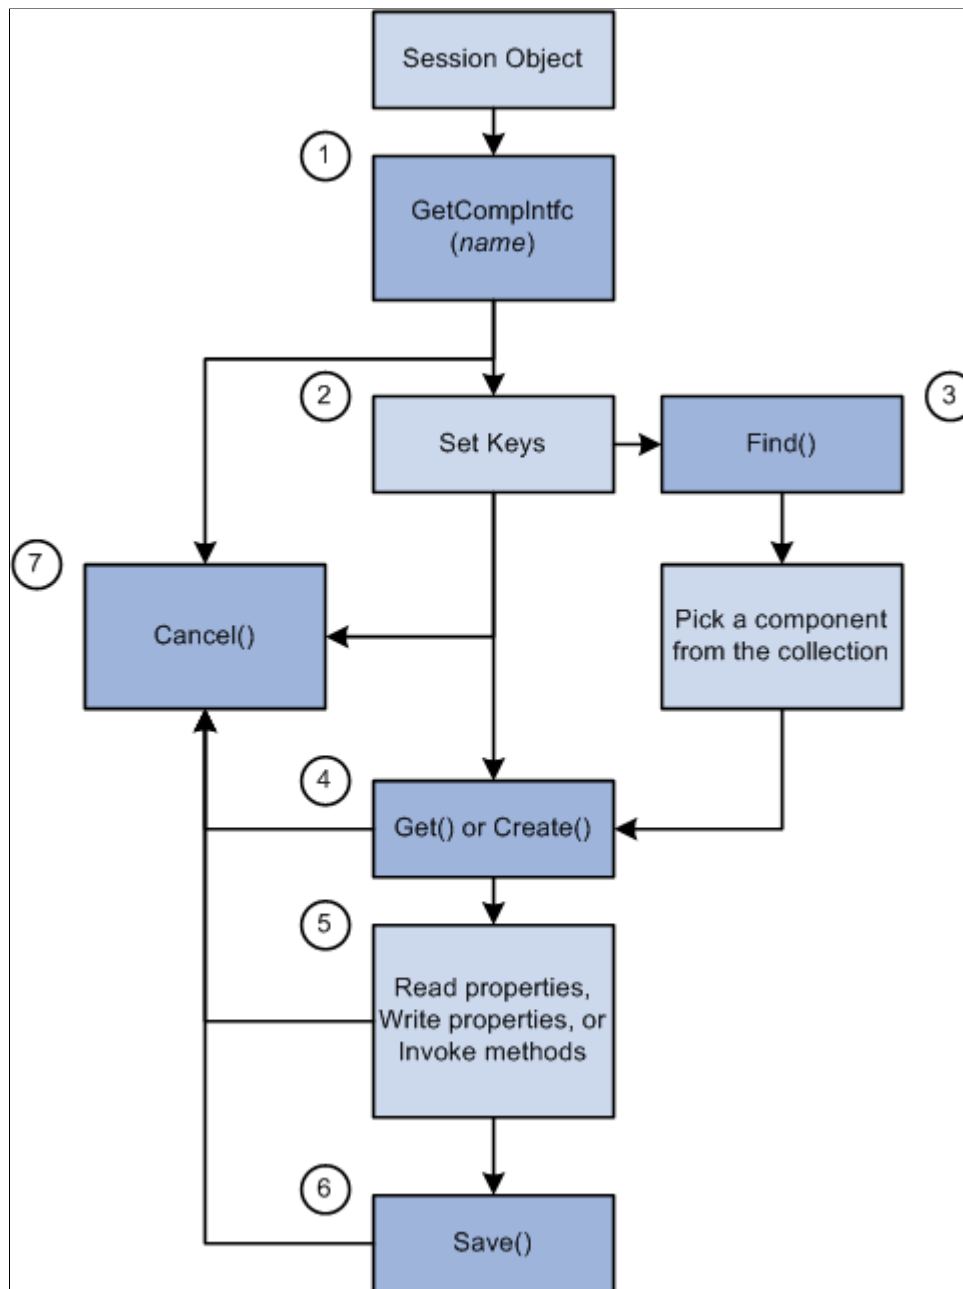 Session Object
1
GetCompIntfc
(name)
2
Set Keys
3
Find()
7
Cancel()
Pick a component
from the collection
4
Get() or Create()
5
Read properties,
Write properties, or
Invoke methods
6
Save()